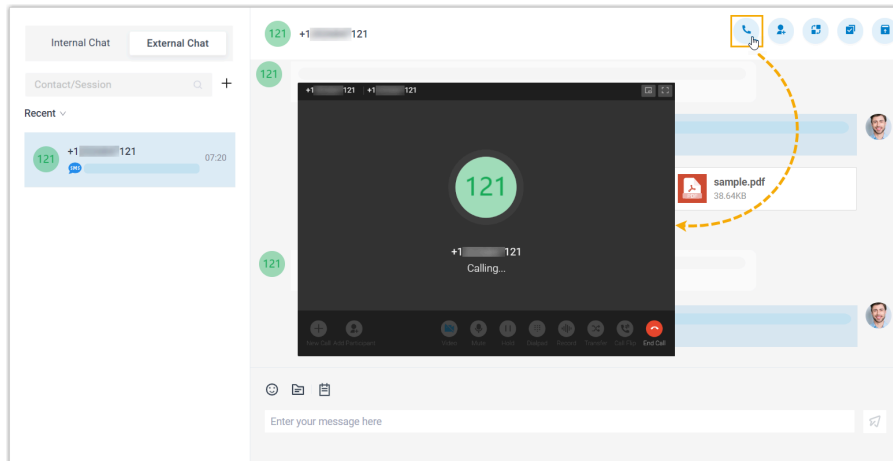 Internal Chat
External Chat
121 +1 121
Contact/Session
Recent
121 +1 121
SMS
07:20
121
+1 121 +1 121
121
+1 121
Calling...
sample.pdf
38.64KB
121
New Call Add Participant Video Mute Hold Dialpad Record Transfer Call Flip End Call
Enter your message here